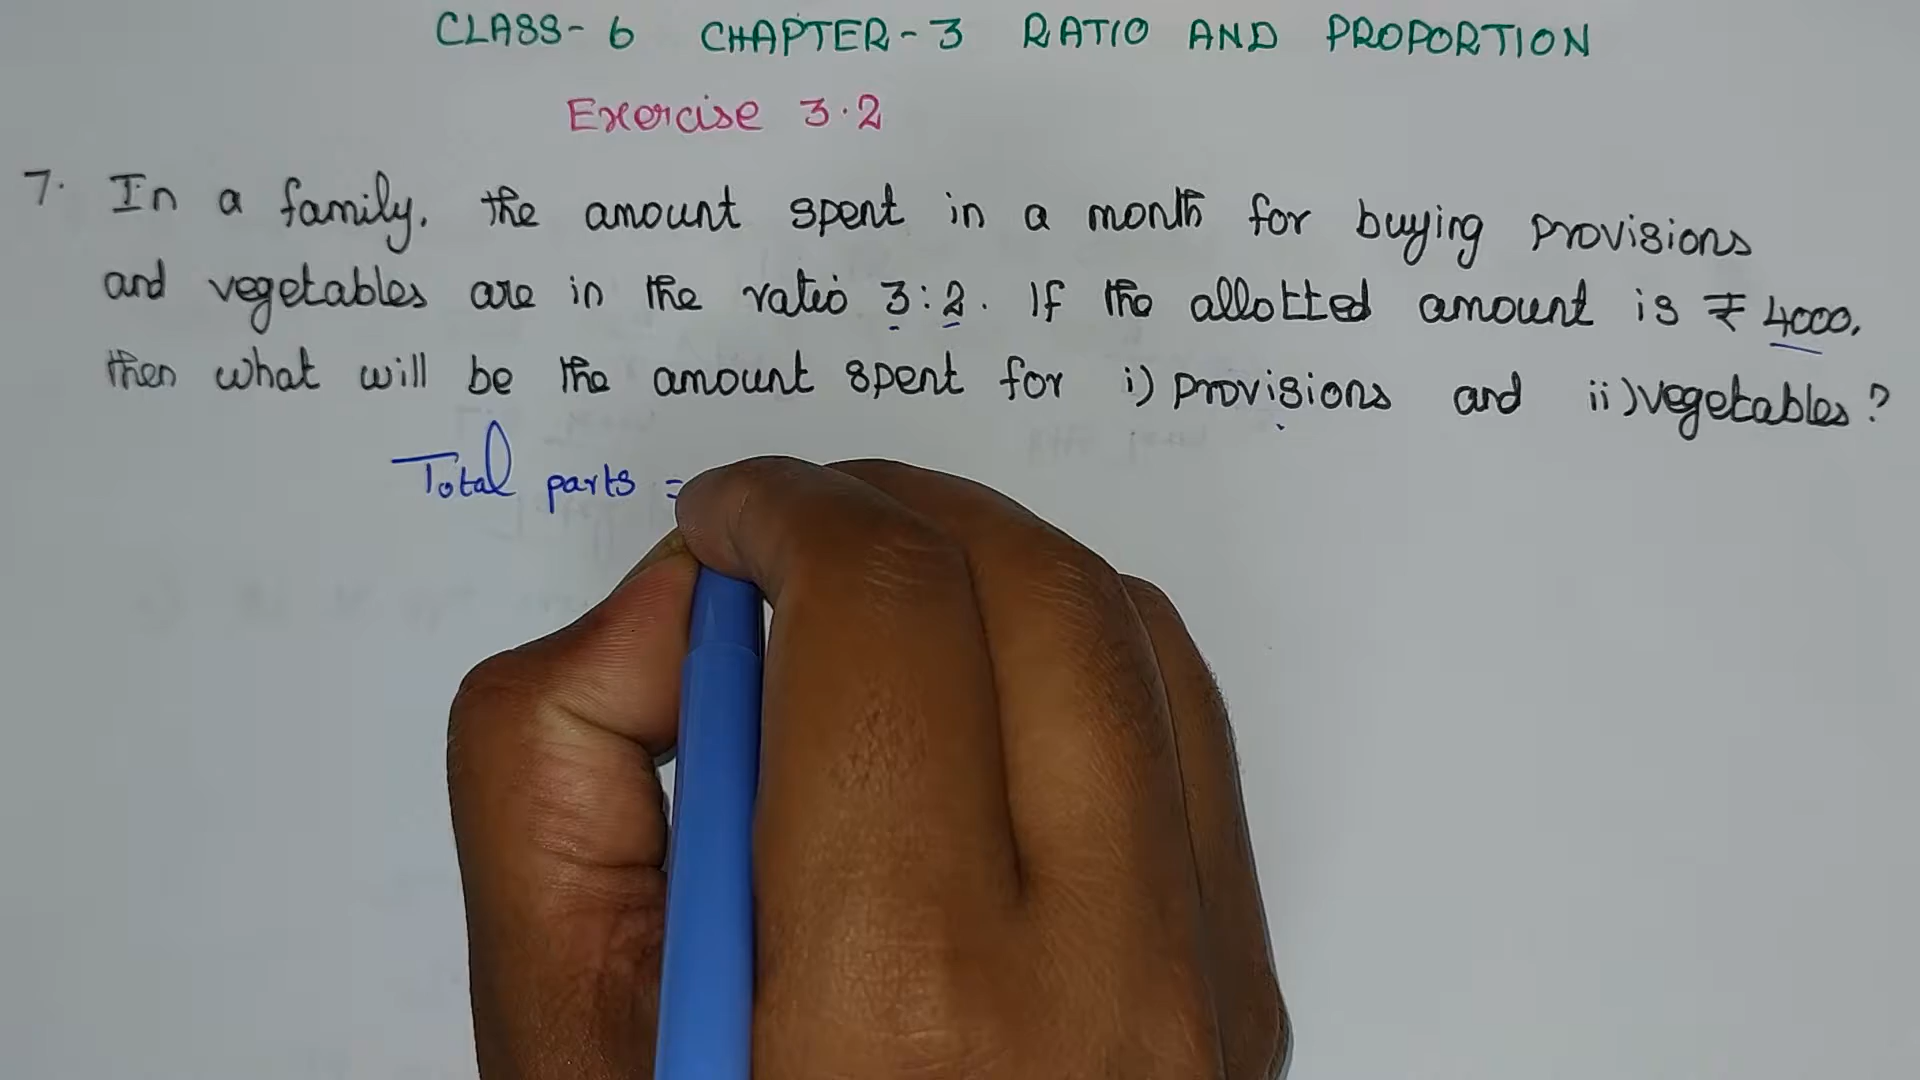 CLASS-6 CHAPTER-3 RATIO AND PROPORTION
Exercise 3.2
7. In a family, the amount spent in a month for buying provisions
and vegetables are in the ratio 3:2. If the allotted amount is ₹ 4000,
then what will be the amount spent for i) provisions and ii) vegetables?
Total parts =